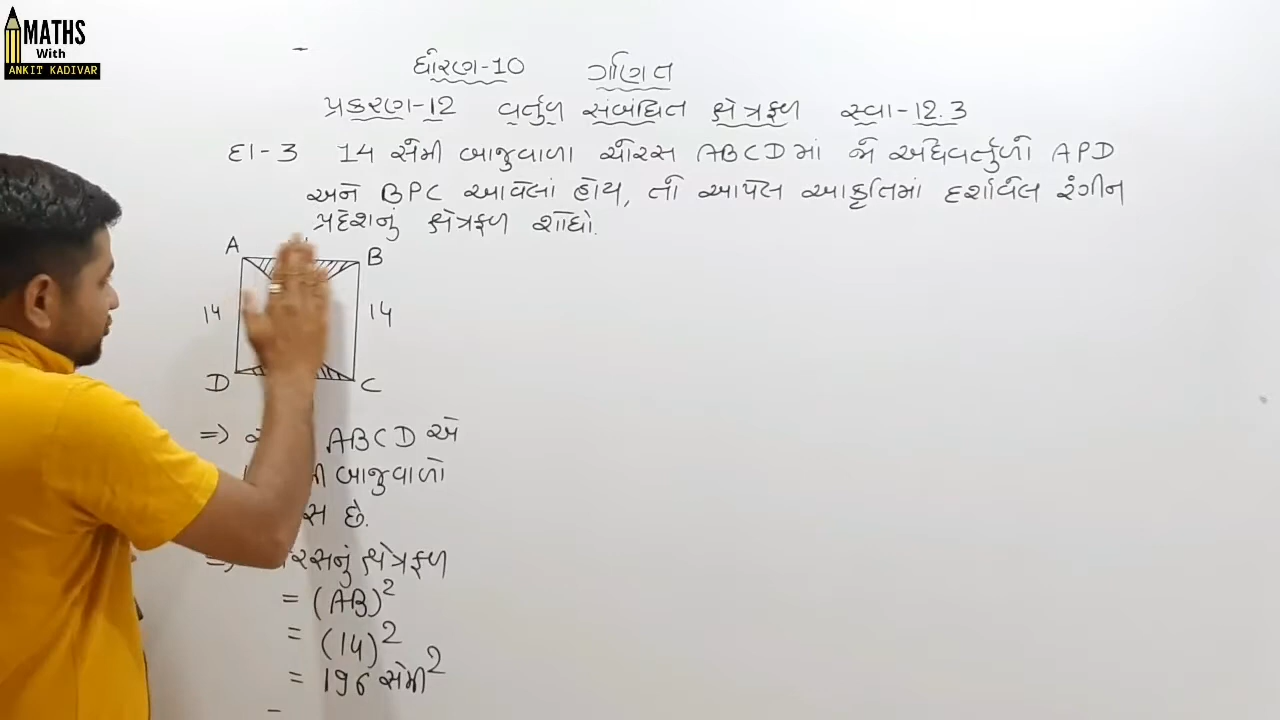 MATHS
With
ANKIT KADIVAR
ધોરણ-10 ગણિત
પ્રકરણ-12 વર્તુળ સંબંધિત ક્ષેત્રફળ સ્વા-12.3
દા-3 14 સેમી બાજુવાળા ચોરસ ABCD માં જો અર્ધવર્તુળો APD
અને BPC આવેલાં હોય, તો આપેલ આકૃતિમાં દર્શાવેલ રંગીન
પ્રદેશનું ક્ષેત્રફળ શોધો.
A B
14 14
D C
=> ABCD એ
બાજુવાળો
છે.
=> ક્ષેત્રફળ
= (AB)²
= (14)²
= 196 સેમી²